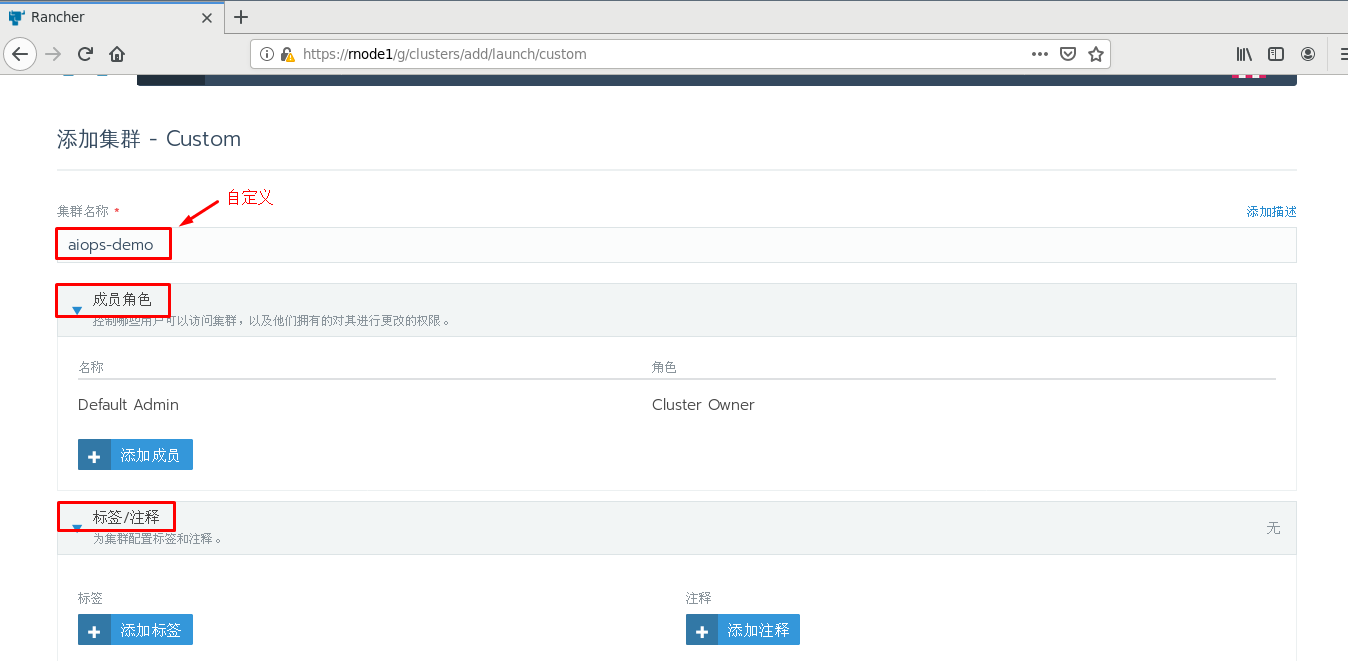 Rancher
https://rnode1/g/clusters/add/launch/custom
添加集群 - Custom
自定义
集群名称 *
添加描述
aiops-demo
成员角色
控制哪些用户可以访问集群，以及他们拥有的对其进行更改的权限。
名称 角色
Default Admin Cluster Owner
添加成员
标签/注释
为集群配置标签和注释。
无
标签 注释
添加标签 添加注释